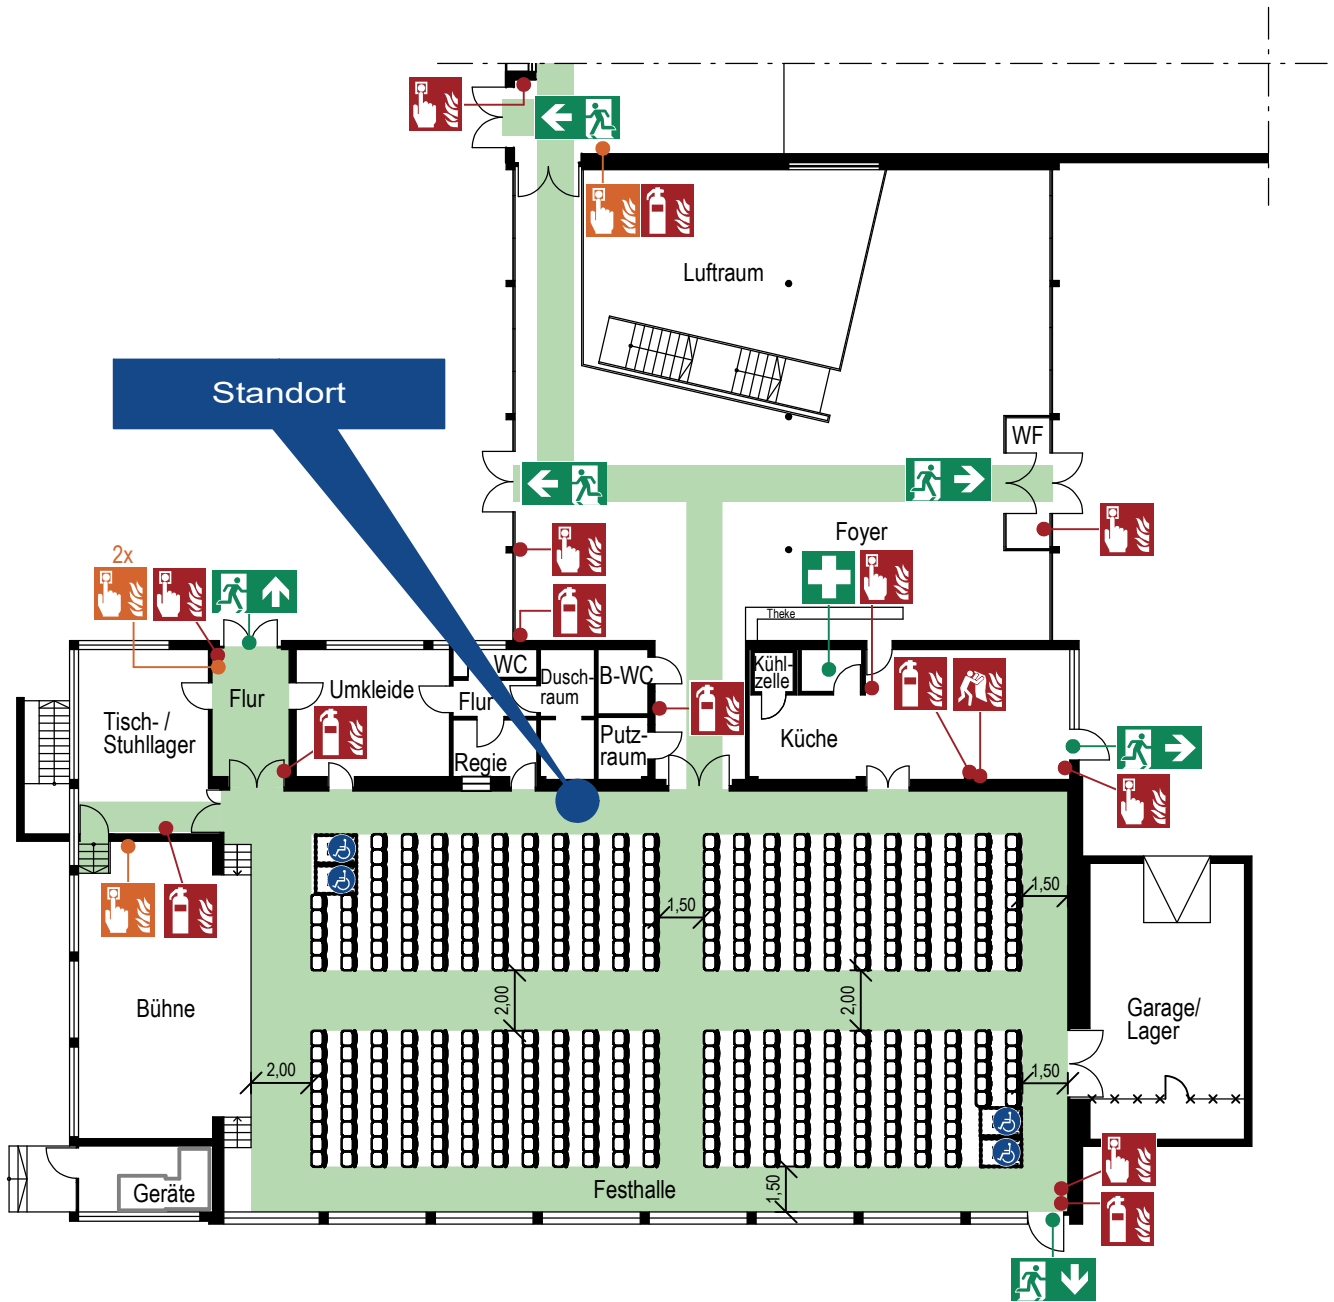 Luftraum
Standort
WF
Foyer
2x
Theke
WC
Kühl-
zelle
Dusch-
raum
B-WC
Umkleide
Flur
Flur
Tisch- /
Stuhllager
Putz-
raum
Küche
Regie
1,50
1,50
2,00
2,00
Bühne
Garage/
Lager
2,00
1,50
1,50
Festhalle
Geräte